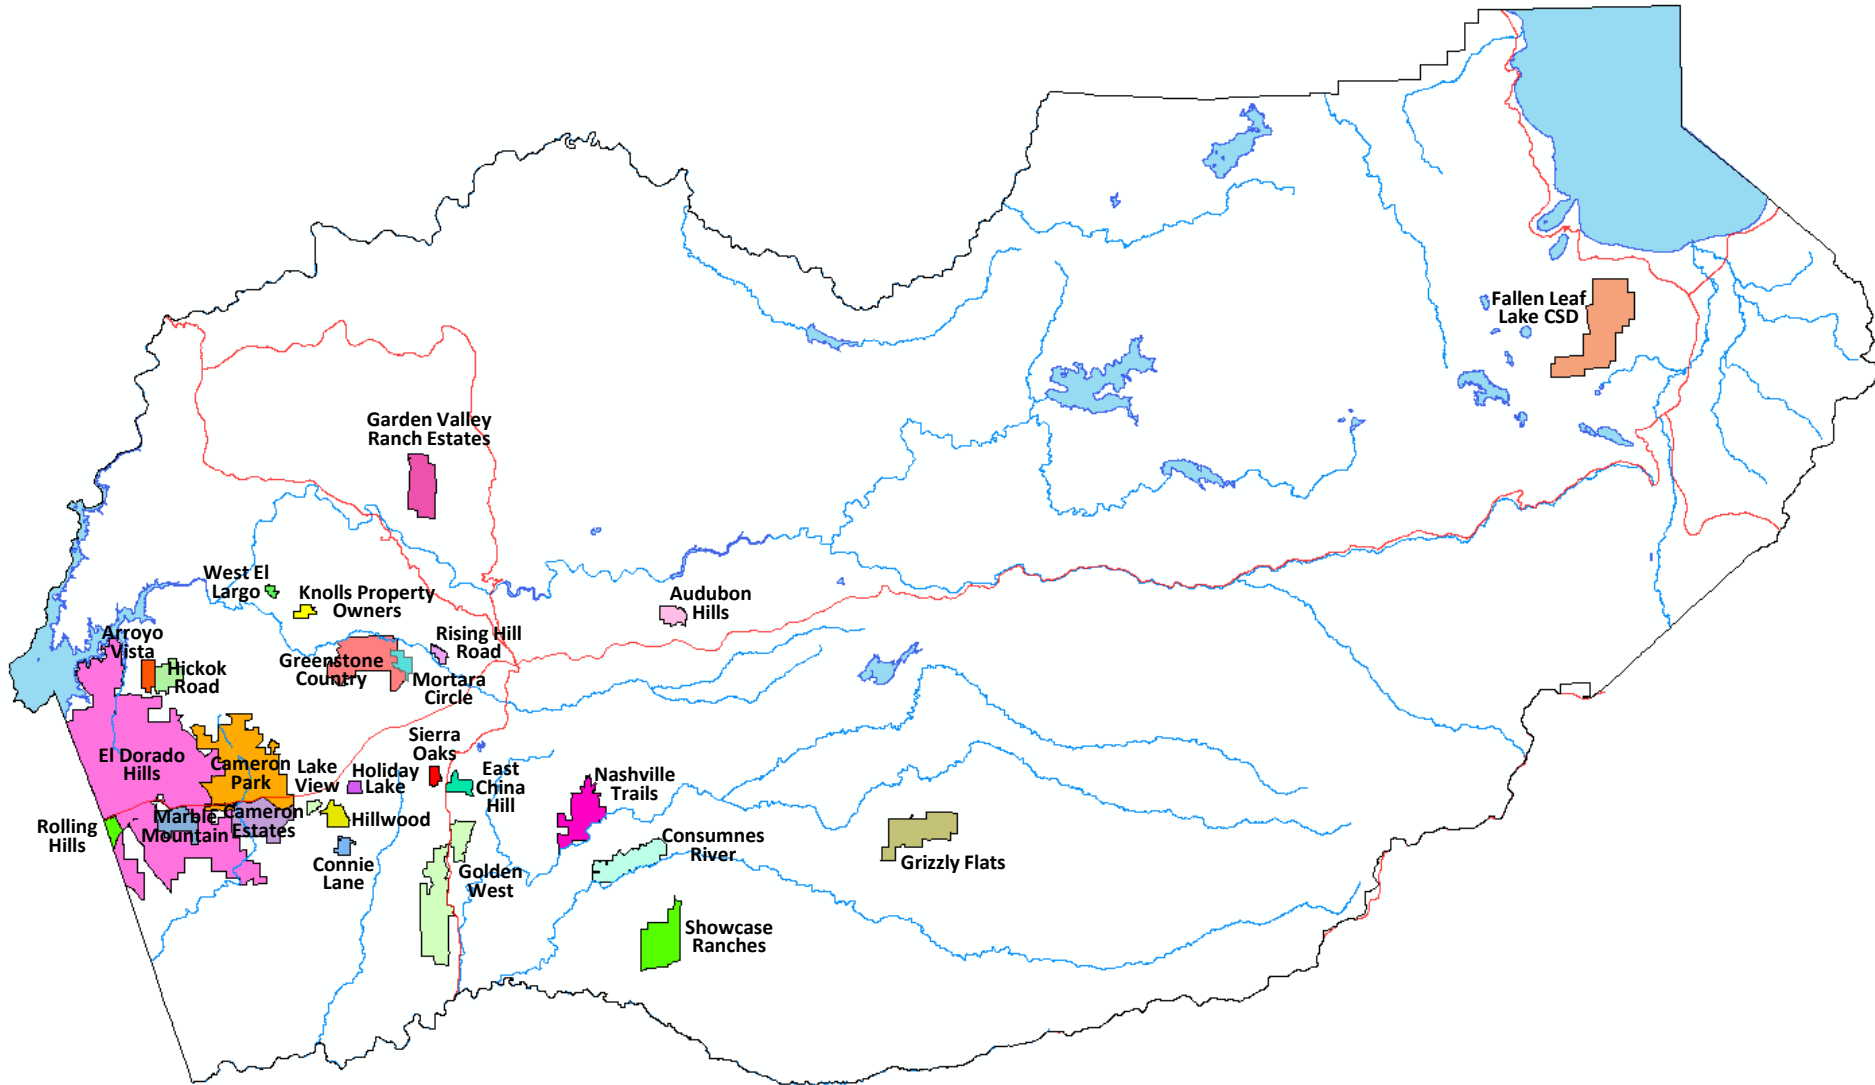 Fallen Leaf
Lake CSD
Garden Valley
Ranch Estates
West El
Largo
Knolls Property
Owners
Audubon
Hills
Arroyo
Vista
Hickok
Road
Rising Hill
Road
Greenstone
Country
Mortara
Circle
El Dorado
Hills
Cameron
Park
Lake
View
Holiday
Lake
Sierra
Oaks
East
China
Hill
Nashville
Trails
Rolling
Hills
Marble
Mountain
Cameron
Estates
Hillwood
Connie
Lane
Golden
West
Consumnes
River
Grizzly Flats
Showcase
Ranches